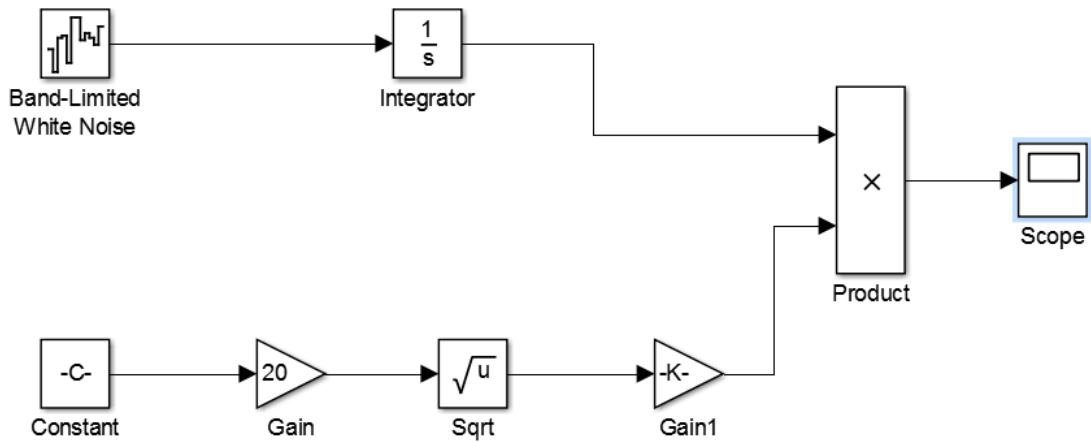 1
s
Band-Limited
White Noise
Integrator
×
Scope
Product
-C-
20
√u
-K-
Constant
Gain
Sqrt
Gain1